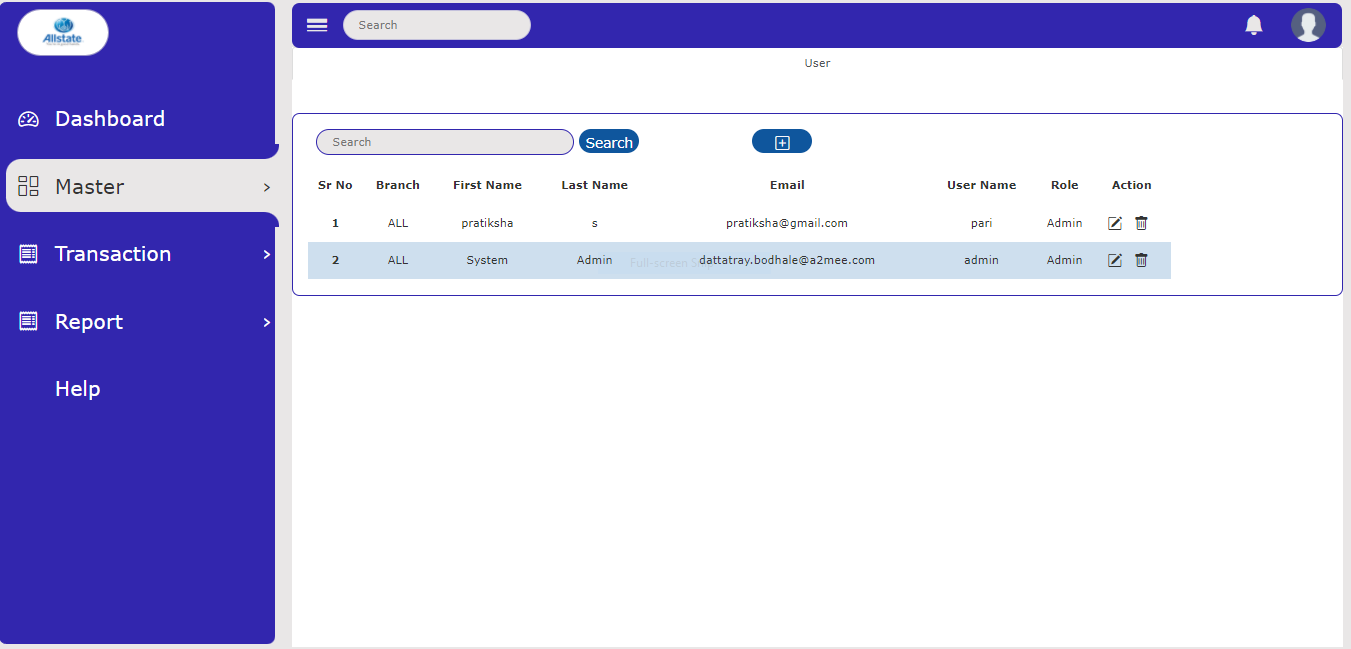 Allstate
Search
User
Dashboard
Master
Transaction
Report
Help
Search Search
Sr No Branch First Name Last Name Email User Name Role Action
1 ALL pratiksha s pratiksha@gmail.com pari Admin
2 ALL System Admin dattatray.bodhale@a2mee.com admin Admin
Full-screen